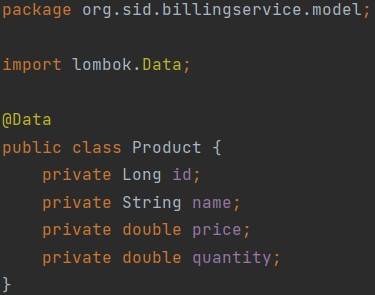 package org.sid.billingservice.model;
import lombok.Data;
@Data
public class Product {
    private Long id;
    private String name;
    private double price;
    private double quantity;
}